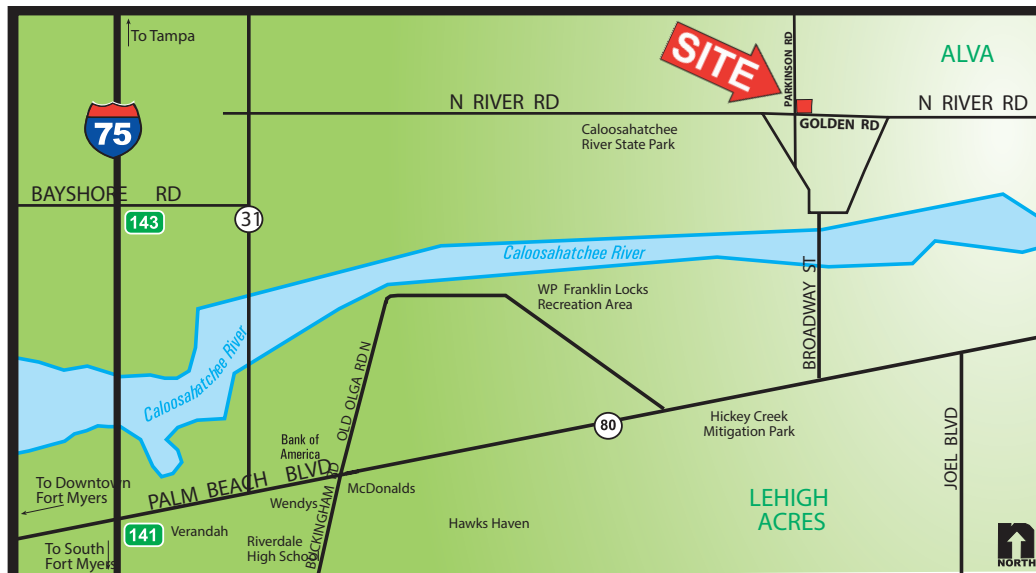 To Tampa
SITE
PARKINSON RD
ALVA
75
N RIVER RD
N RIVER RD
GOLDEN RD
Caloosahatchee
River State Park
BAYSHORE RD
143
31
Caloosahatchee River
WP Franklin Locks
Recreation Area
BROADWAY ST
Caloosahatchee River
OLD OLGA RD N
80
Hickey Creek
Mitigation Park
JOEL BLVD
Bank of
America
PALM BEACH BLVD
To Downtown
Fort Myers
Wendys
McDonalds
BUCKINGHAM RD
LEHIGH
ACRES
141
Verandah
Hawks Haven
Riverdale
High School
To South
Fort Myers
n
NORTH